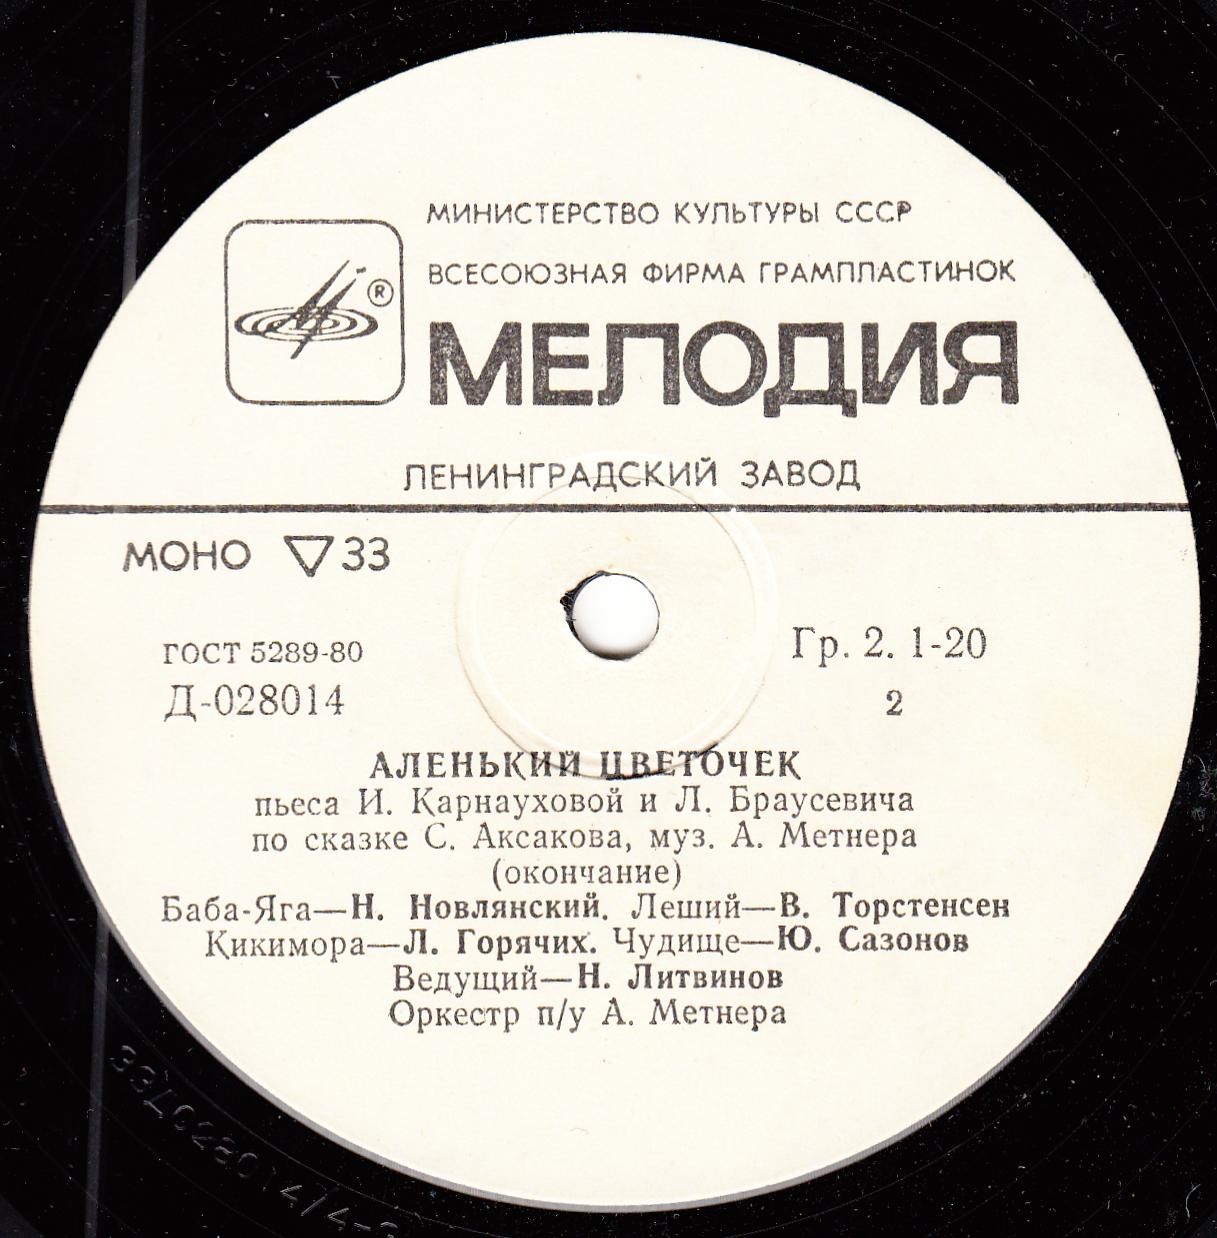 МИНИСТЕРСТВО КУЛЬТУРЫ СССР
ВСЕСОЮЗНАЯ ФИРМА ГРАМПЛАСТИНОК
®
МЕЛОДИЯ
ЛЕНИНГРАДСКИЙ ЗАВОД
МОНО ▽33
ГОСТ 5289-80
Гр. 2. 1-20
Д-028014
2
АЛЕНЬКИЙ ЦВЕТОЧЕК
пьеса И. Карнауховой и Л. Браусевича
по сказке С. Аксакова, муз. А. Метнера
(окончание)
Баба-Яга—Н. Новлянский. Леший—В. Торстенсен
Кикимора—Л. Горячих. Чудище—Ю. Сазонов
Ведущий—Н. Литвинов
Оркестр п/у А. Метнера